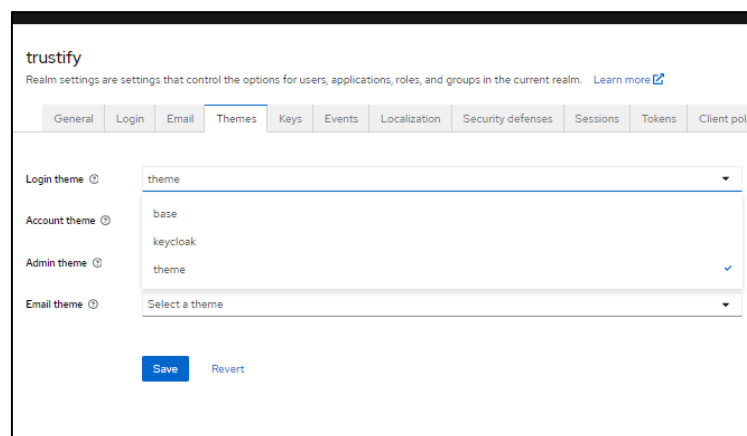 trustify
Realm settings are settings that control the options for users, applications, roles, and groups in the current realm. Learn more
General Login Email Themes Keys Events Localization Security defenses Sessions Tokens Client pol
Login theme theme
base
Account theme
keycloak
Admin theme
theme
Email theme Select a theme
Save Revert